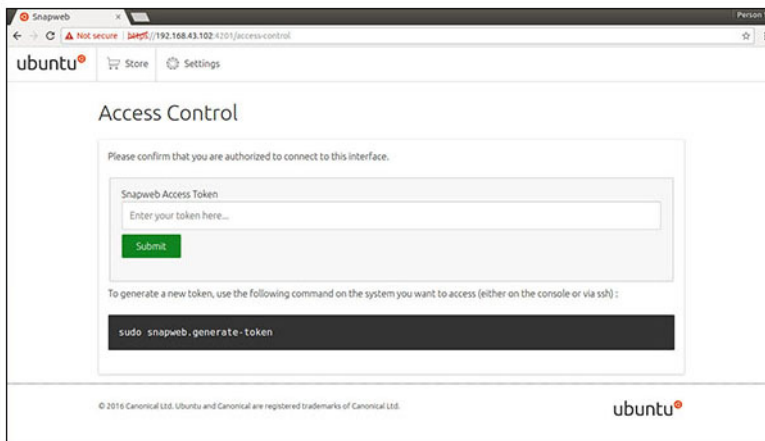 Snapweb
Person
Not secure https://192.168.43.102:4201/access-control
ubuntu Store Settings
Access Control
Please confirm that you are authorized to connect to this interface.
Snapweb Access Token
Enter your token here...
Submit
To generate a new token, use the following command on the system you want to access (either on the console or via ssh) :
sudo snapweb.generate-token
© 2016 Canonical Ltd. Ubuntu and Canonical are registered trademarks of Canonical Ltd.
ubuntu